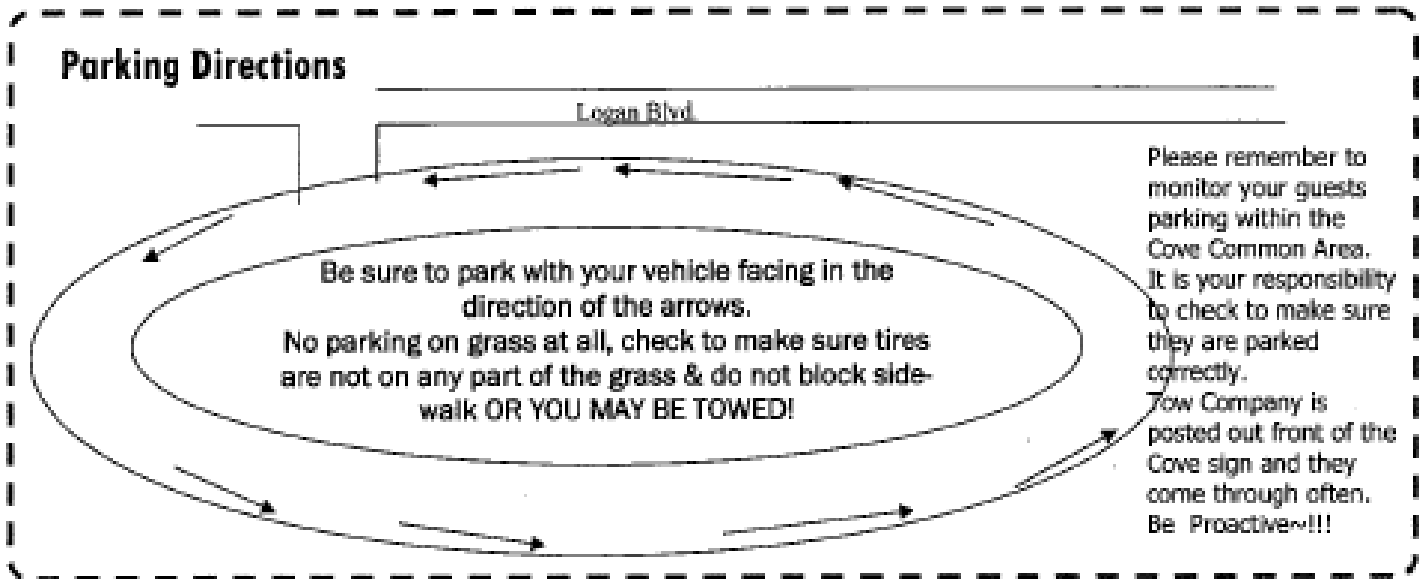 Parking Directions
Logan Blvd.
Be sure to park with your vehicle facing in the
direction of the arrows.
No parking on grass at all, check to make sure tires
are not on any part of the grass & do not block side-
walk OR YOU MAY BE TOWED!
Please remember to
monitor your guests
parking within the
Cove Common Area.
It is your responsibility
to check to make sure
they are parked
correctly.
Tow Company is
posted out front of the
Cove sign and they
come through often.
Be Proactive~!!!